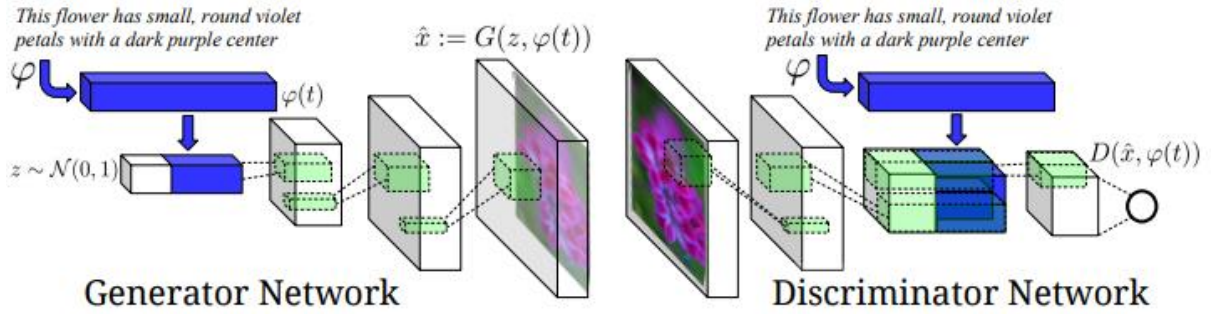 This flower has small, round violet
petals with a dark purple center
φ
φ(t)
z ∼ 𝒩(0, 1)
x̂ := G(z, φ(t))
Generator Network
This flower has small, round violet
petals with a dark purple center
φ
D(x̂, φ(t))
Discriminator Network